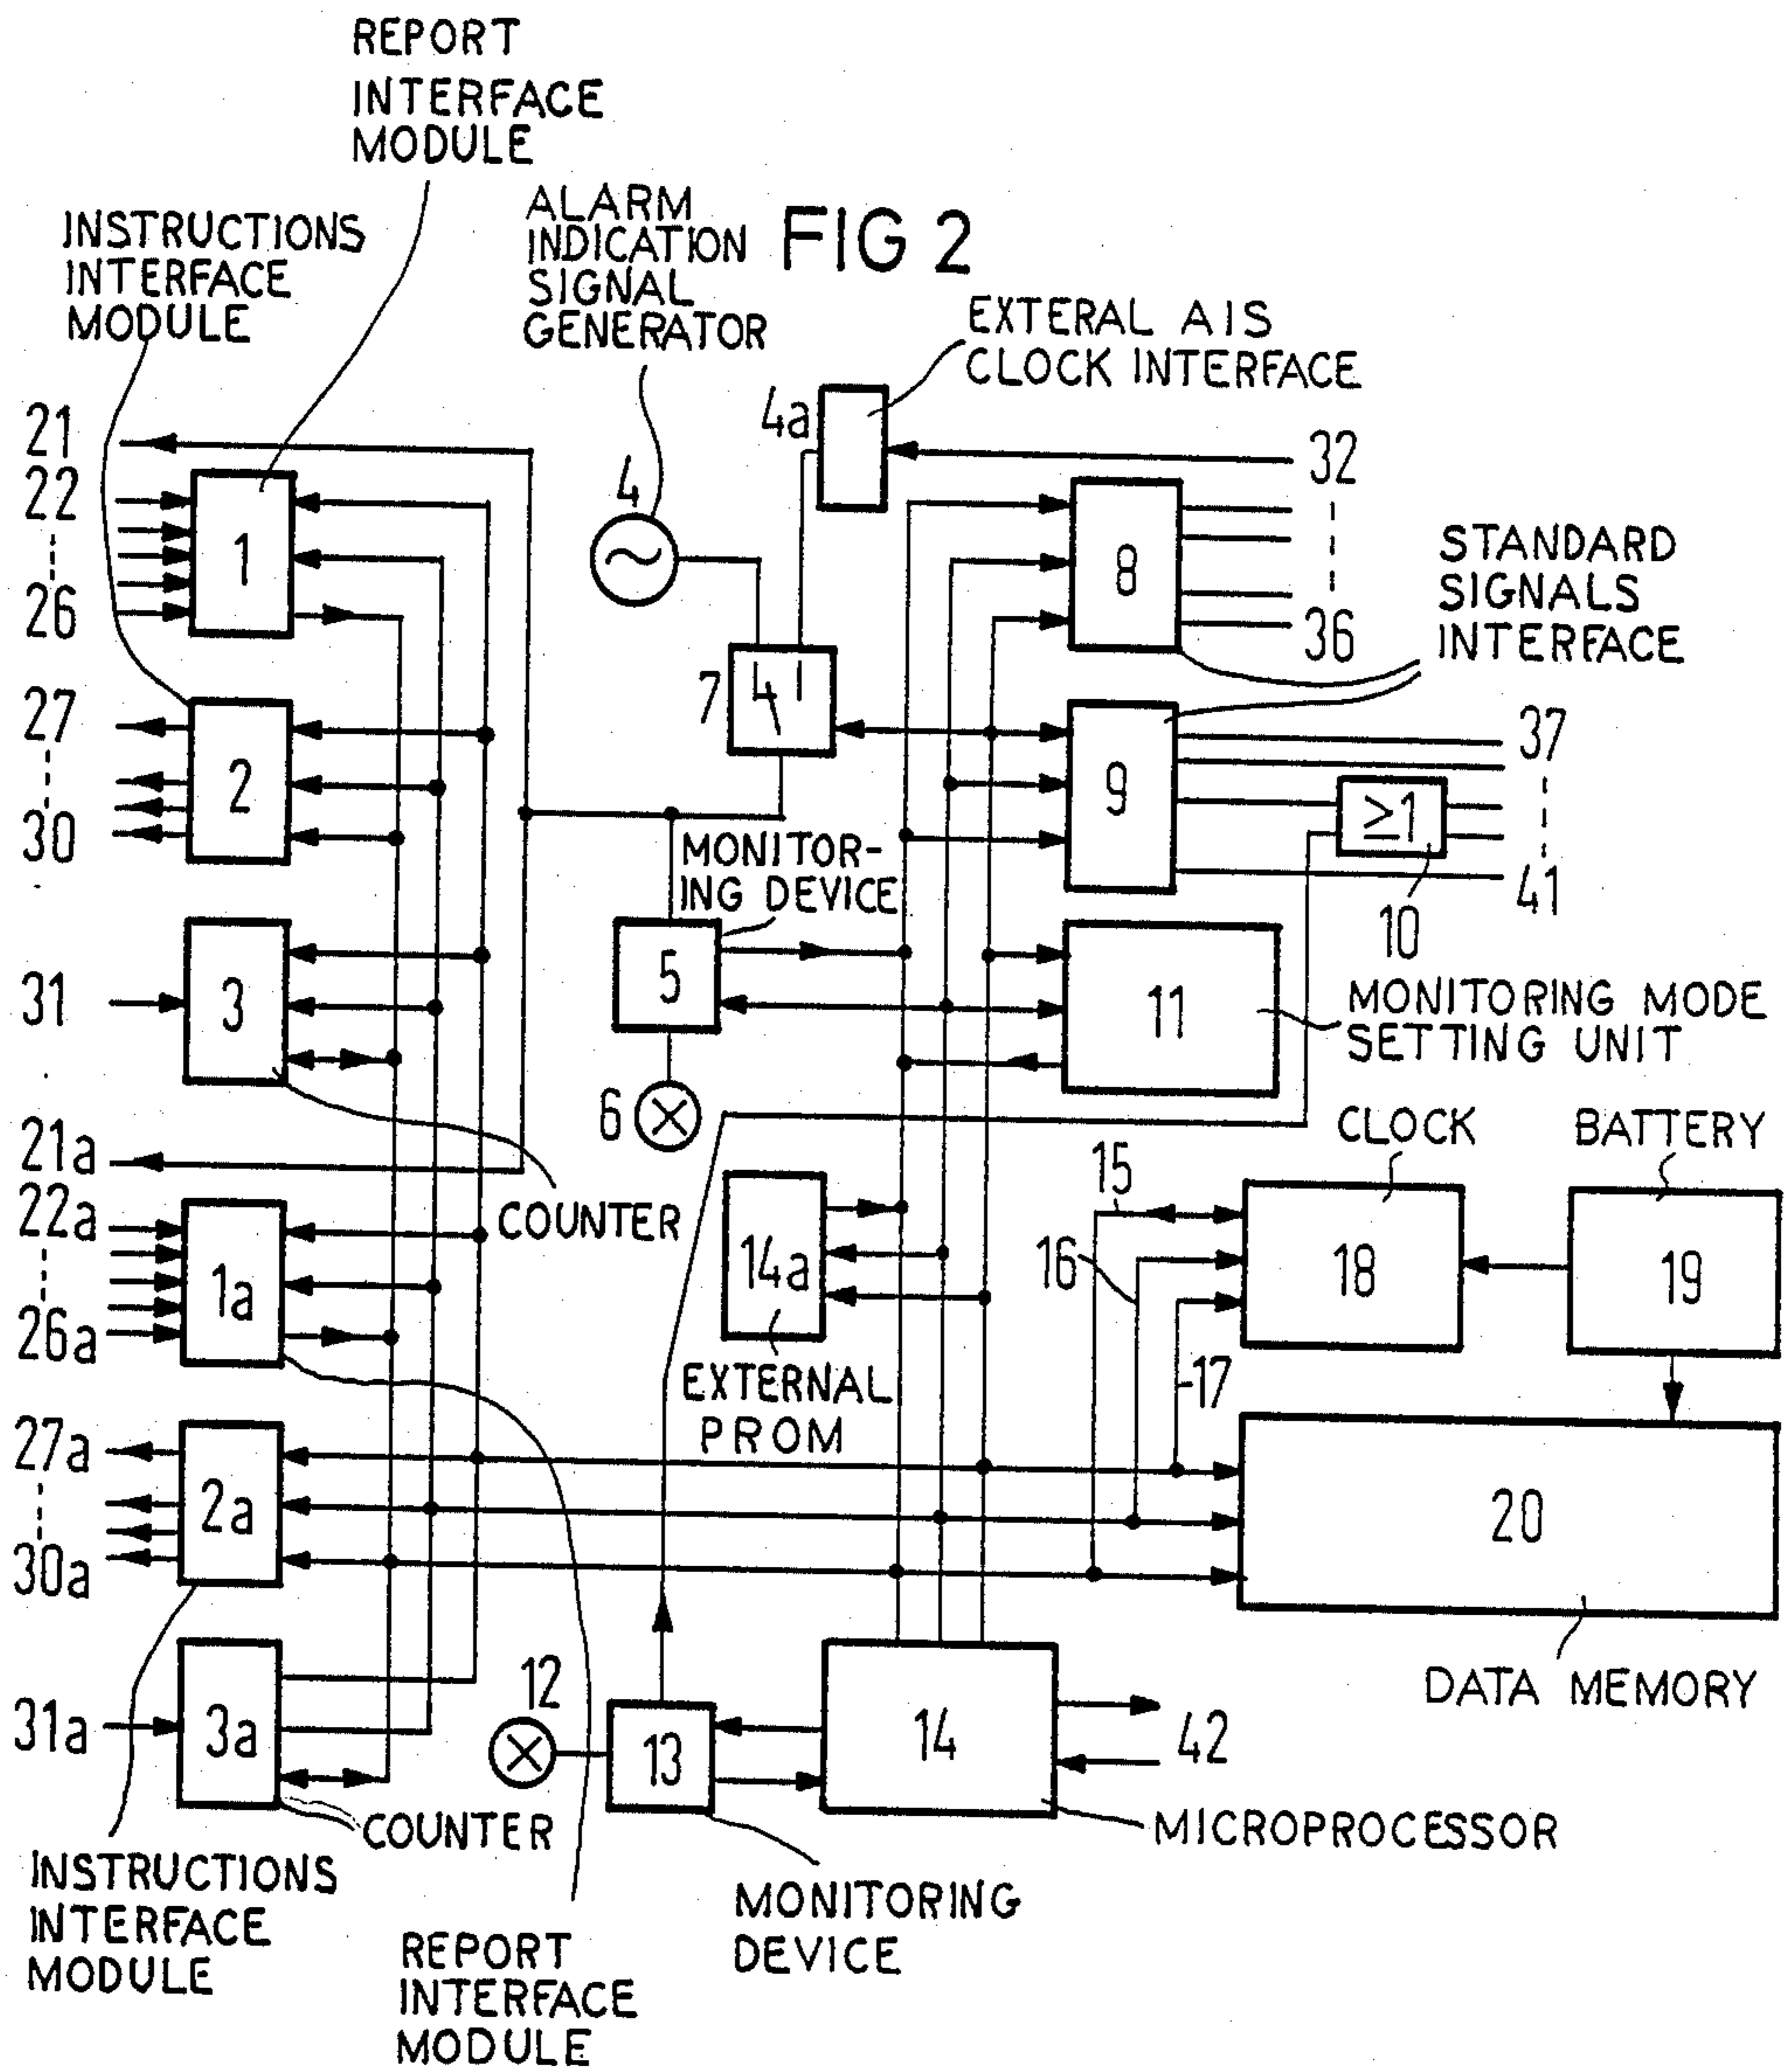 REPORT
INTERFACE
MODULE
INSTRUCTIONS
INTERFACE
MODULE
ALARM
INDICATION
SIGNAL
GENERATOR
FIG 2
EXTERAL AIS
CLOCK INTERFACE
4a
21
22
26
1
4
32
36
8
STANDARD
SIGNALS
INTERFACE
7
27
30
2
9
37
41
≥1
10
MONITOR-
ING DEVICE
31
3
5
6
11
MONITORING MODE
SETTING UNIT
21a
22a
26a
1a
COUNTER
14a
EXTERNAL
PROM
15
16
17
CLOCK
18
BATTERY
19
27a
30a
2a
20
DATA MEMORY
31a
3a
COUNTER
12
13
14
42
MICROPROCESSOR
INSTRUCTIONS
INTERFACE
MODULE
REPORT
INTERFACE
MODULE
MONITORING
DEVICE